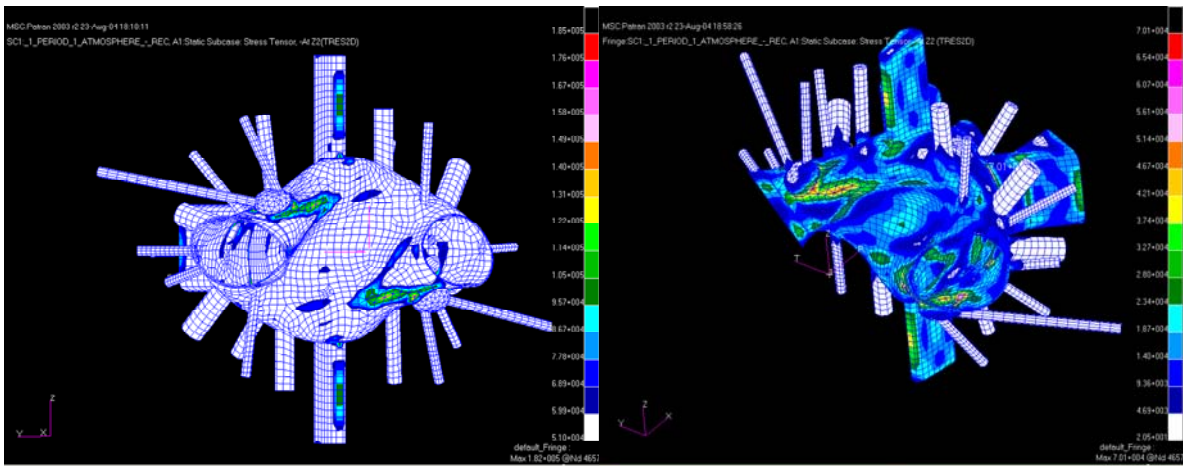 MSC.Patran 2003 r2 23-Aug-04 18:10:11
SC1:_1_PERIOD_1_ATMOSPHERE_-_REC, A1:Static Subcase: Stress Tensor, -At Z2 (TRES2D)
1.85+005
1.76+005
1.67+005
1.58+005
1.49+005
1.40+005
1.31+005
1.22+005
1.14+005
1.05+005
9.57+004
8.67+004
7.78+004
6.89+004
5.99+004
5.10+004
Z
Y X
default_Fringe :
Max 1.82+005 @Nd 4657
MSC.Patran 2003 r2 23-Aug-04 18:58:26
Fringe:SC1:_1_PERIOD_1_ATMOSPHERE_-_REC, A1:Static Subcase: Stress Tensor, Z2 (TRES2D)
7.01+004
6.54+004
6.07+004
5.61+004
5.14+004
4.67+004
4.21+004
3.74+004
3.27+004
2.80+004
2.34+004
1.87+004
1.40+004
9.36+003
4.69+003
2.05+001
7.01
T
Z
Y X
default_Fringe :
Max 7.01+004 @Nd 4657